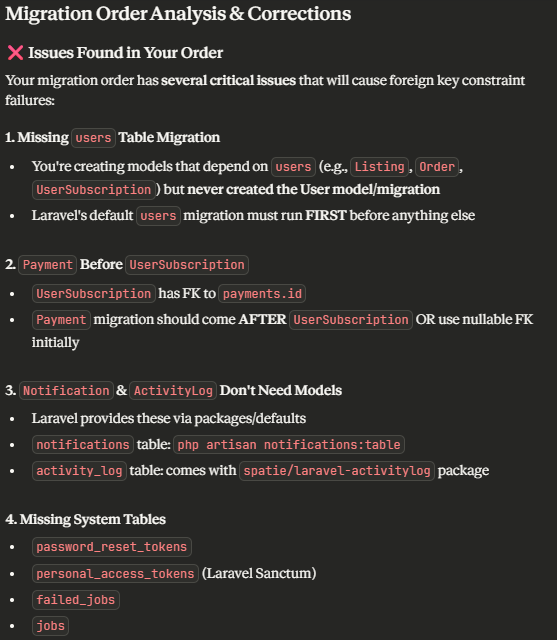 Migration Order Analysis & Corrections
❌ Issues Found in Your Order
Your migration order has several critical issues that will cause foreign key constraint
failures:
1. Missing users Table Migration
• You're creating models that depend on users (e.g., Listing, Order,
UserSubscription) but never created the User model/migration
• Laravel's default users migration must run FIRST before anything else
2. Payment Before UserSubscription
• UserSubscription has FK to payments.id
• Payment migration should come AFTER UserSubscription OR use nullable FK
initially
3. Notification & ActivityLog Don't Need Models
• Laravel provides these via packages/defaults
• notifications table: php artisan notifications:table
• activity_log table: comes with spatie/laravel-activitylog package
4. Missing System Tables
• password_reset_tokens
• personal_access_tokens (Laravel Sanctum)
• failed_jobs
• jobs